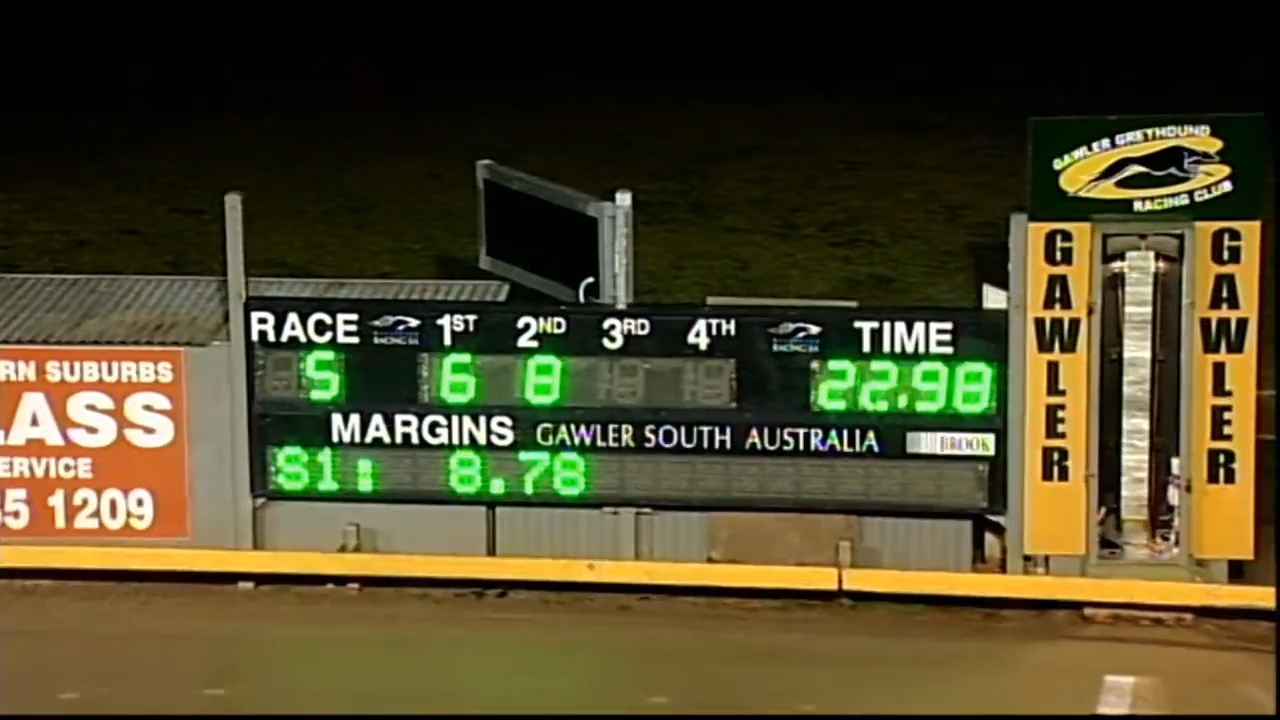 GAWLER GREYHOUND
RACING CLUB
GAWLER
GAWLER
RACE 1ST 2ND 3RD 4TH TIME
5 6 8 22.98
MARGINS GAWLER SOUTH AUSTRALIA BROOK
S1: 8.78
RN SUBURBS
LASS
ERVICE
5 1209